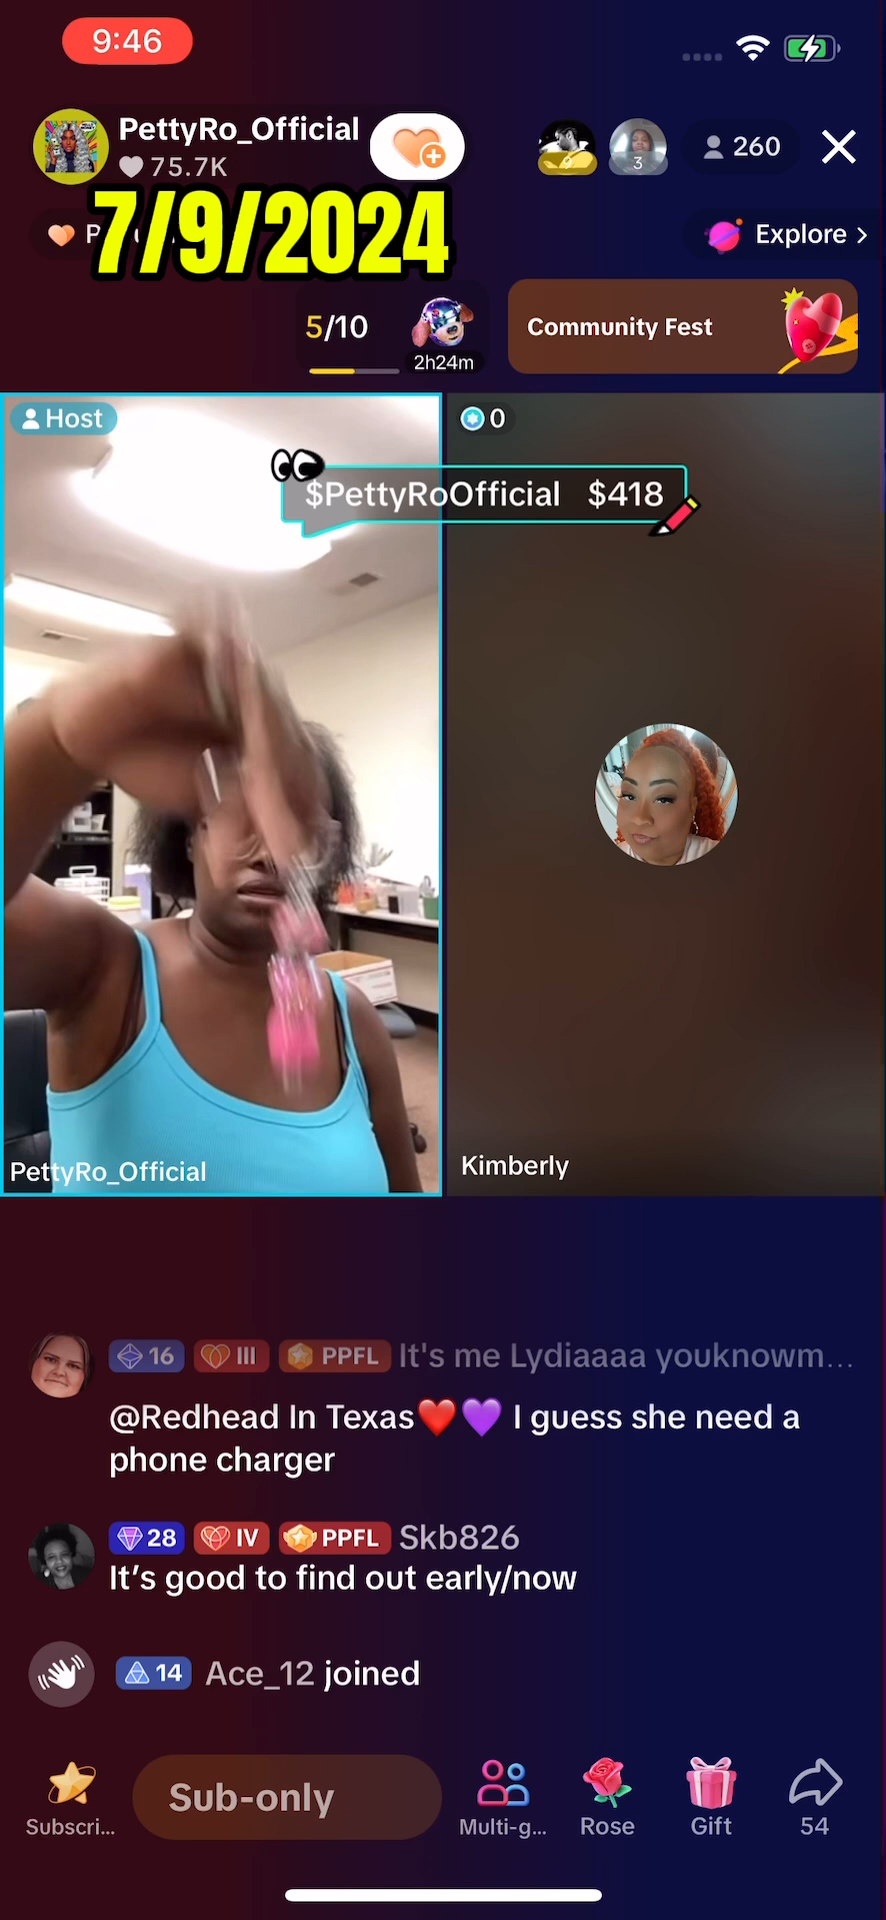 9:46
PettyRo_Official
75.7K
9
3
260
7/9/2024
Explore >
5/10
2h24m
Community Fest
Host
0
$PettyRoOfficial $418
PettyRo_Official
Kimberly
16 III PPFL It's me Lydiaaaa youknowm...
@Redhead In Texas❤️💜 I guess she need a
phone charger
28 IV PPFL Skb826
It's good to find out early/now
14 Ace_12 joined
Sub-only
Subscri...
Multi-g...
Rose
Gift
54